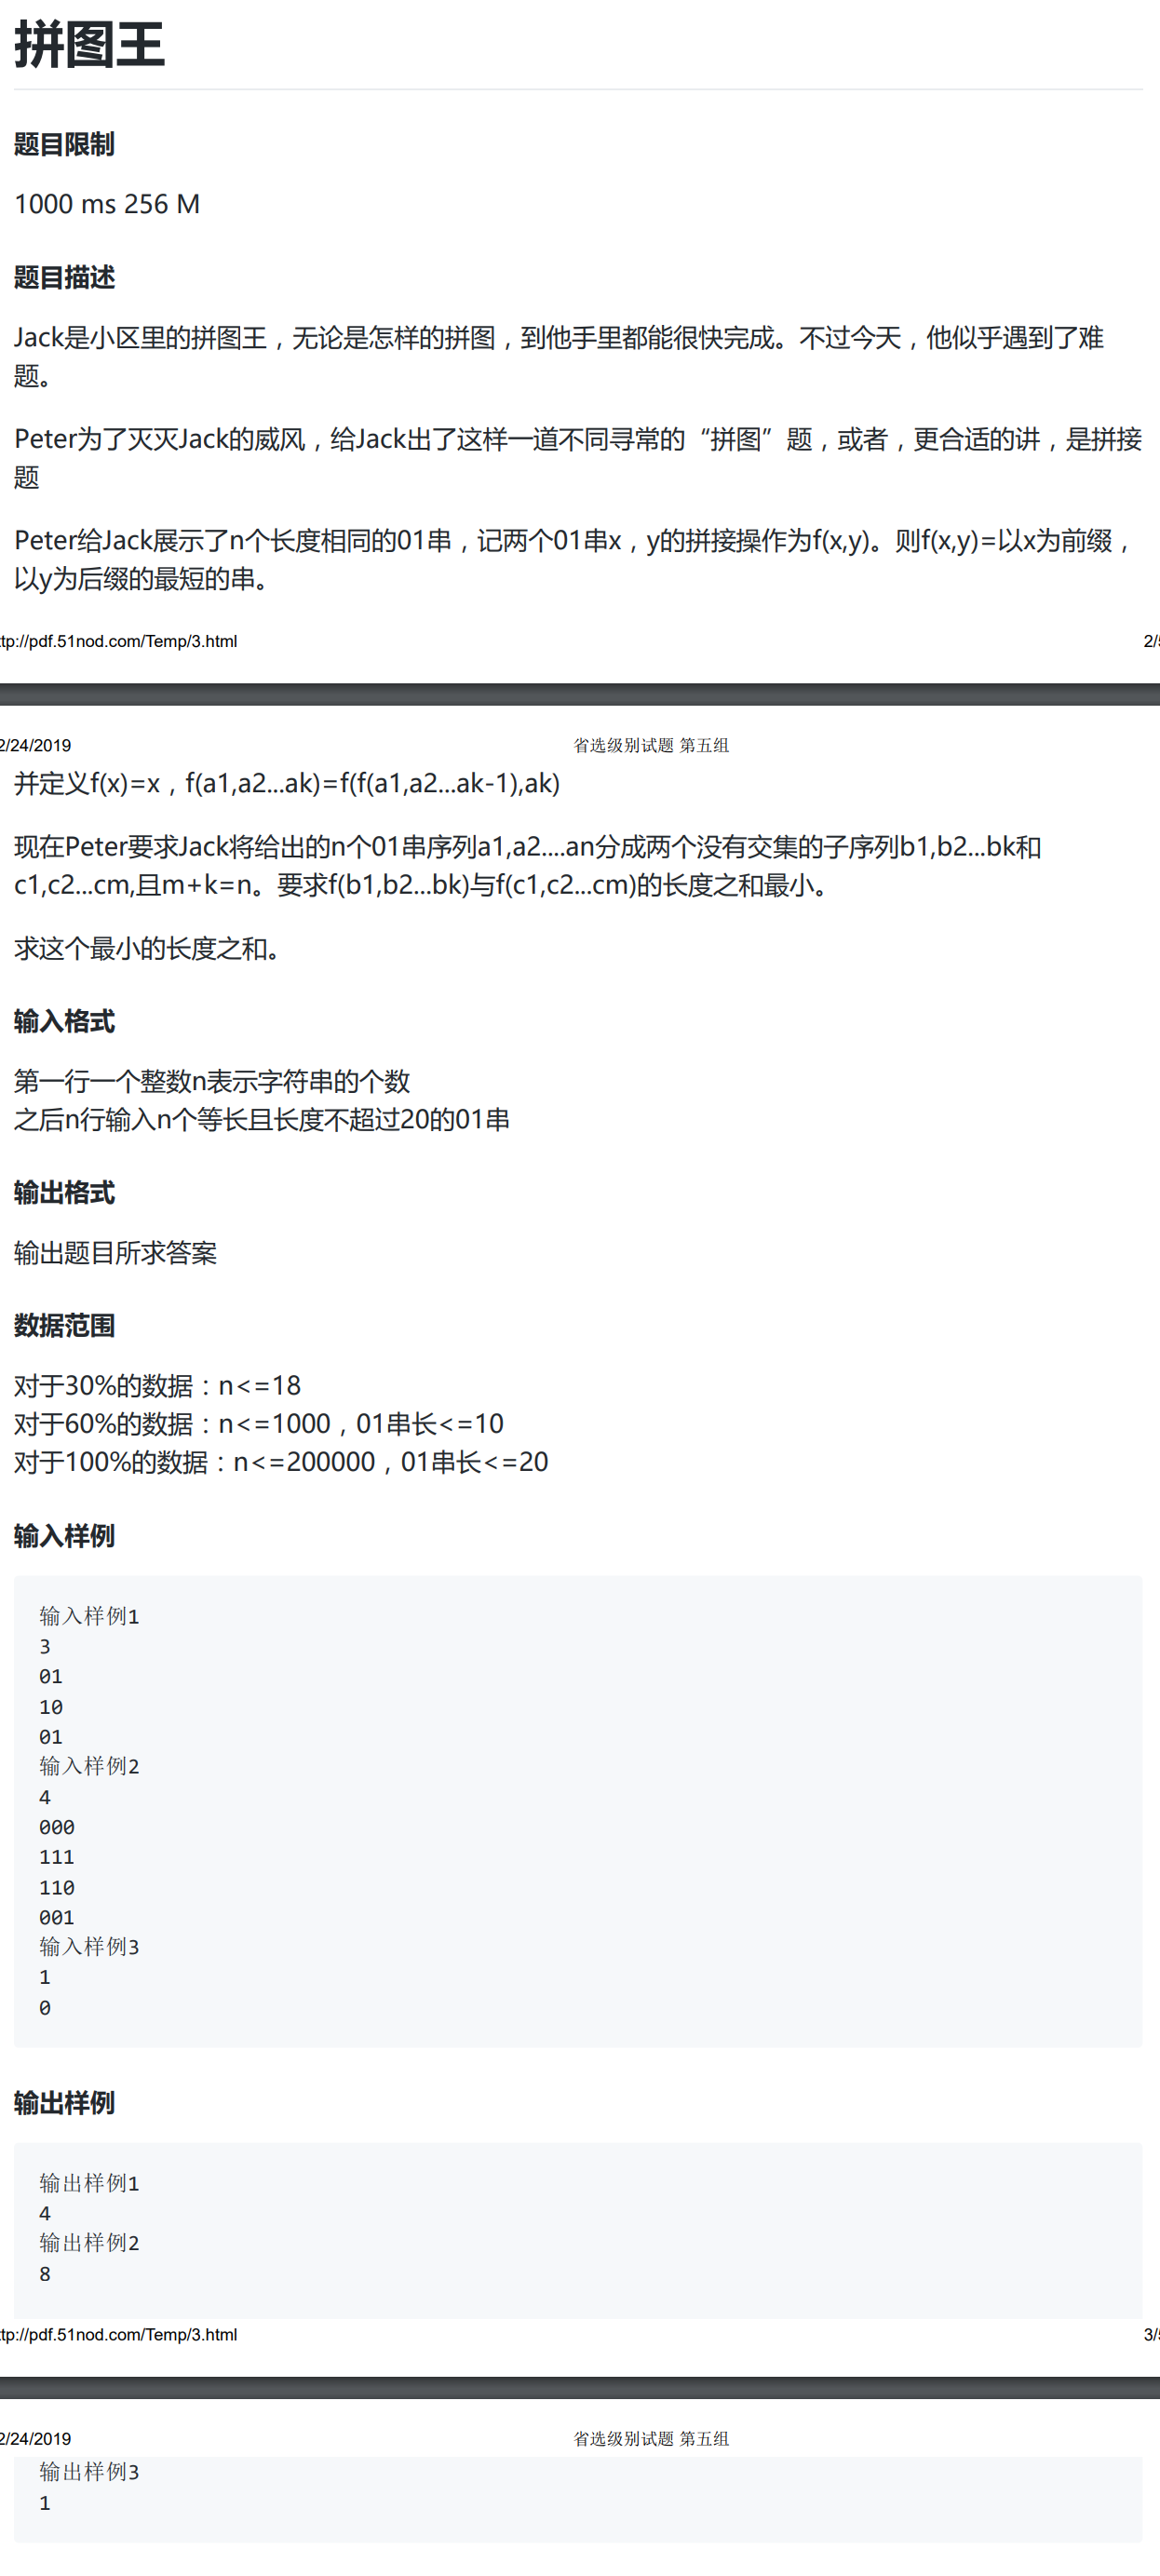 拼图王
题目限制
1000 ms 256 M
题目描述
Jack是小区里的拼图王，无论是怎样的拼图，到他手里都能很快完成。不过今天，他似乎遇到了难
题。
Peter为了灭灭Jack的威风，给Jack出了这样一道不同寻常的“拼图”题，或者，更合适的讲，是拼接
题
Peter给Jack展示了n个长度相同的01串，记两个01串x，y的拼接操作为f(x,y)。则f(x,y)=以x为前缀，
以y为后缀的最短的串。
tp://pdf.51nod.com/Temp/3.html 2/
2/24/2019 省选级别试题 第五组
并定义f(x)=x，f(a1,a2...ak)=f(f(a1,a2...ak-1),ak)
现在Peter要求Jack将给出的n个01串序列a1,a2....an分成两个没有交集的子序列b1,b2...bk和
c1,c2...cm,且m+k=n。要求f(b1,b2...bk)与f(c1,c2...cm)的长度之和最小。
求这个最小的长度之和。
输入格式
第一行一个整数n表示字符串的个数
之后n行输入n个等长且长度不超过20的01串
输出格式
输出题目所求答案
数据范围
对于30%的数据：n<=18
对于60%的数据：n<=1000，01串长<=10
对于100%的数据：n<=200000，01串长<=20
输入样例
输入样例1
3
01
10
01
输入样例2
4
000
111
110
001
输入样例3
1
0
输出样例
输出样例1
4
输出样例2
8
tp://pdf.51nod.com/Temp/3.html 3/
2/24/2019 省选级别试题 第五组
输出样例3
1